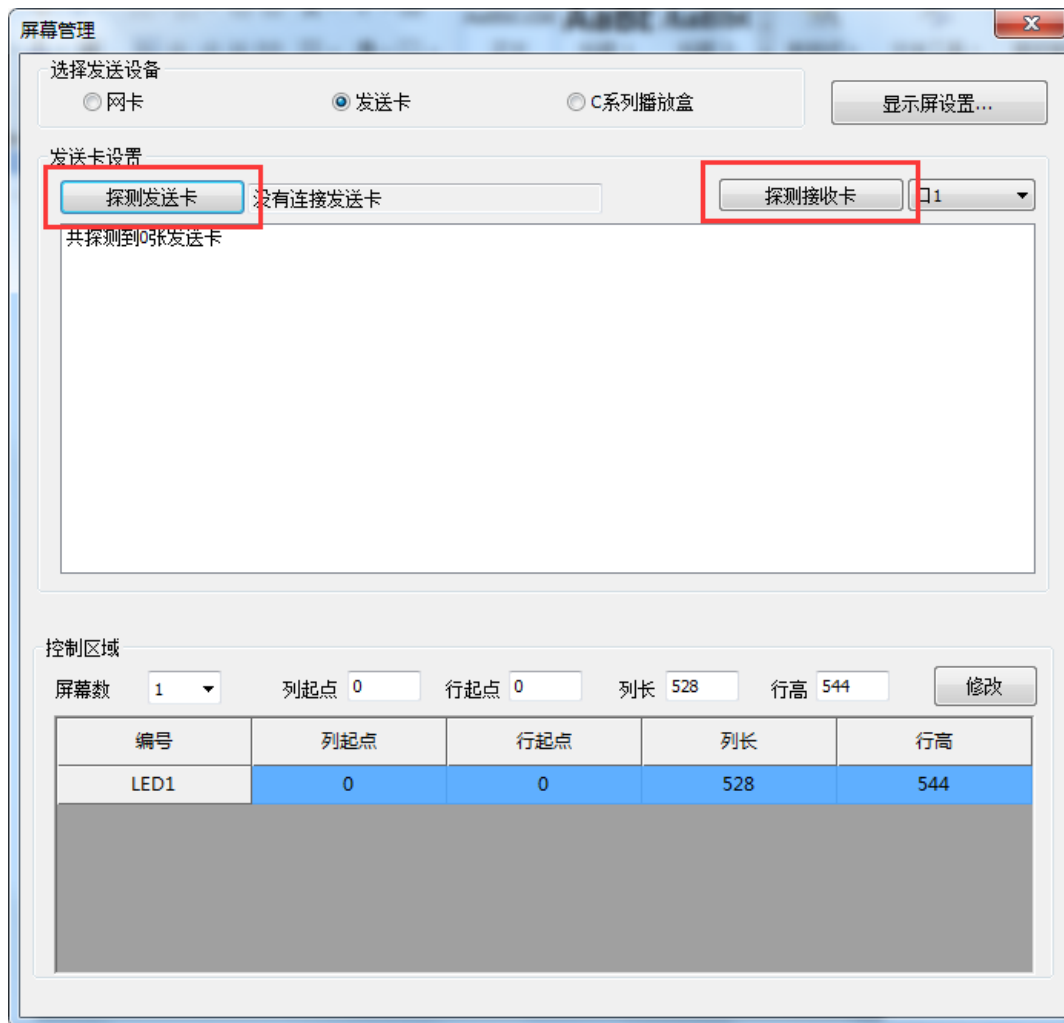 屏幕管理
选择发送设备
网卡 发送卡 C系列播放盒 显示屏设置...
发送卡设置
探测发送卡 没有连接发送卡 探测接收卡 口1
共探测到0张发送卡
控制区域
屏幕数 1 列起点 0 行起点 0 列长 528 行高 544 修改
编号 列起点 行起点 列长 行高
LED1 0 0 528 544